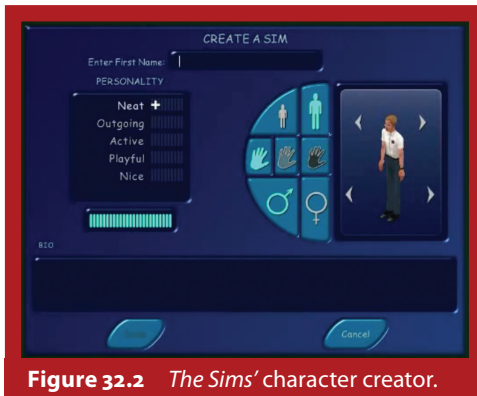 CREATE A SIM
Enter First Name:
PERSONALITY
Neat +
Outgoing
Active
Playful
Nice
BIO
Cancel
Figure 32.2 The Sims' character creator.